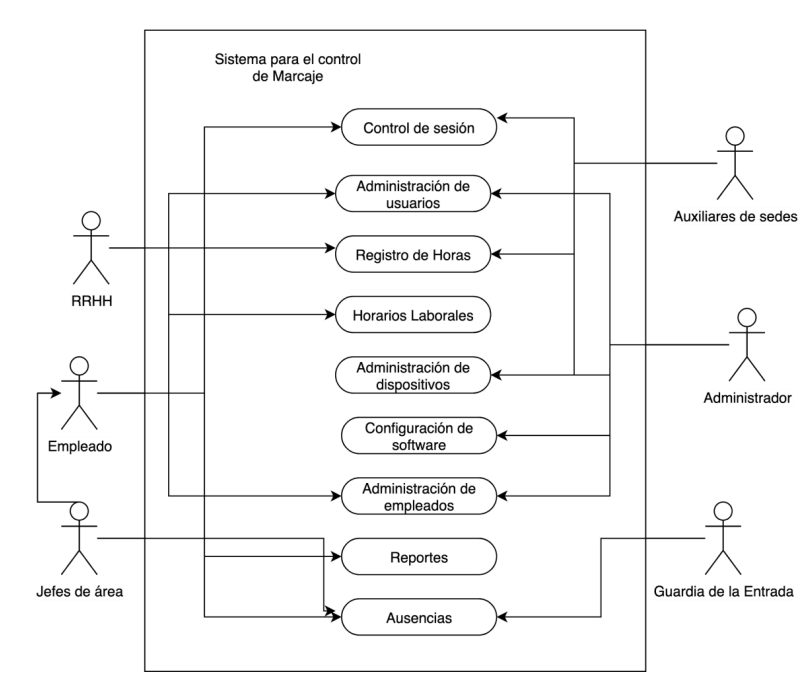 Sistema para el control
de Marcaje
Control de sesión
Administración de
usuarios
Auxiliares de sedes
Registro de Horas
RRHH
Horarios Laborales
Administración de
dispositivos
Administrador
Configuración de
software
Empleado
Administración de
empleados
Reportes
Jefes de área
Guardia de la Entrada
Ausencias